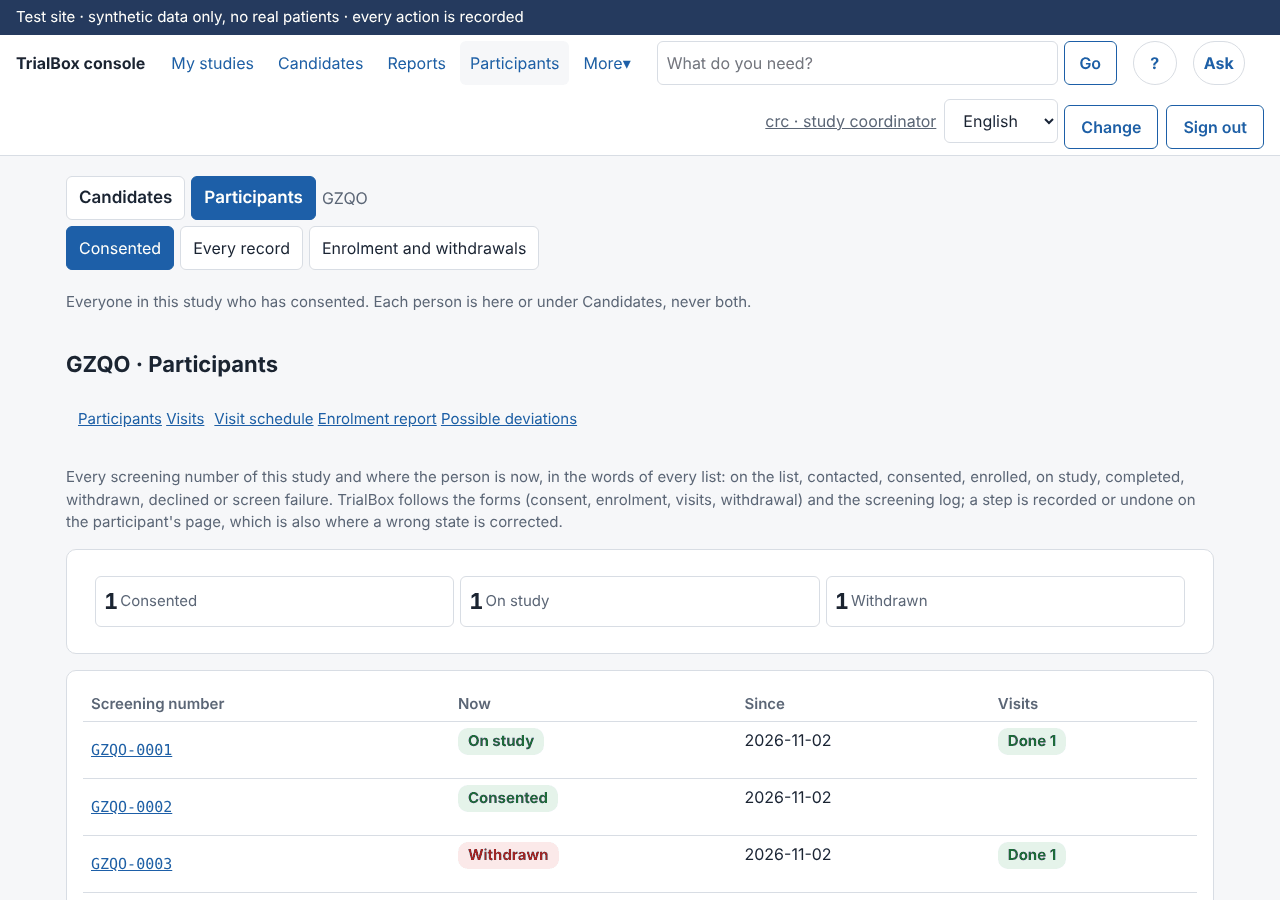 Test site · synthetic data only, no real patients · every action is recorded
TrialBox console My studies Candidates Reports Participants More▾ What do you need? Go ? Ask
crc · study coordinator English Change Sign out
Candidates Participants GZQO
Consented Every record Enrolment and withdrawals
Everyone in this study who has consented. Each person is here or under Candidates, never both.
GZQO · Participants
Participants Visits Visit schedule Enrolment report Possible deviations
Every screening number of this study and where the person is now, in the words of every list: on the list, contacted, consented, enrolled, on study, completed,
withdrawn, declined or screen failure. TrialBox follows the forms (consent, enrolment, visits, withdrawal) and the screening log; a step is recorded or undone on
the participant's page, which is also where a wrong state is corrected.
1 Consented 1 On study 1 Withdrawn
Screening number Now Since Visits
GZQO-0001 On study 2026-11-02 Done 1
GZQO-0002 Consented 2026-11-02
GZQO-0003 Withdrawn 2026-11-02 Done 1